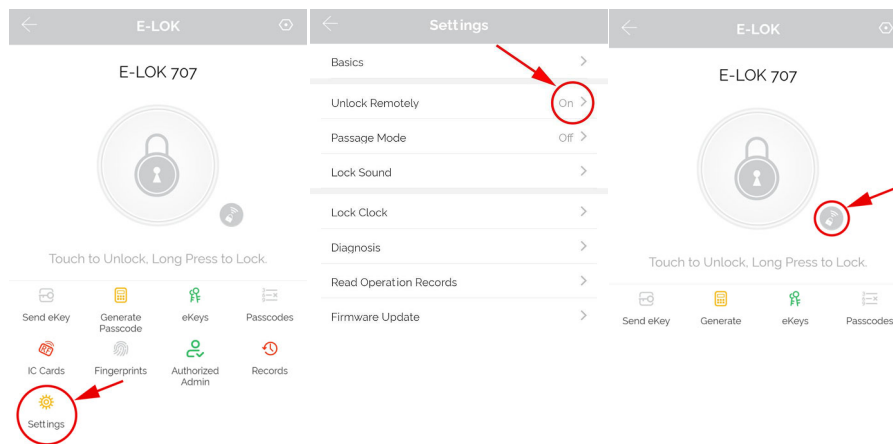 E-LOK
E-LOK 707
Touch to Unlock, Long Press to Lock.
Send eKey
Generate
Passcode
eKeys
Passcodes
IC Cards
Fingerprints
Authorized
Admin
Records
Settings
Settings
Basics
Unlock Remotely On
Passage Mode Off
Lock Sound
Lock Clock
Diagnosis
Read Operation Records
Firmware Update
E-LOK
E-LOK 707
Touch to Unlock, Long Press to Lock.
Send eKey
Generate
eKeys
Passcodes